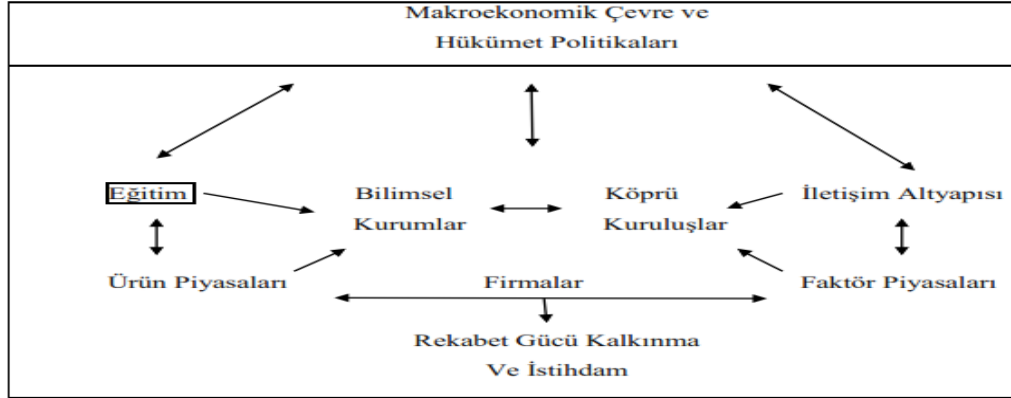 Makroekonomik Çevre ve
Hükümet Politikaları
Eğitim
Bilimsel
Kurumlar
Köprü
Kuruluşlar
İletişim Altyapısı
Ürün Piyasaları
Firmalar
Faktör Piyasaları
Rekabet Gücü Kalkınma
Ve İstihdam